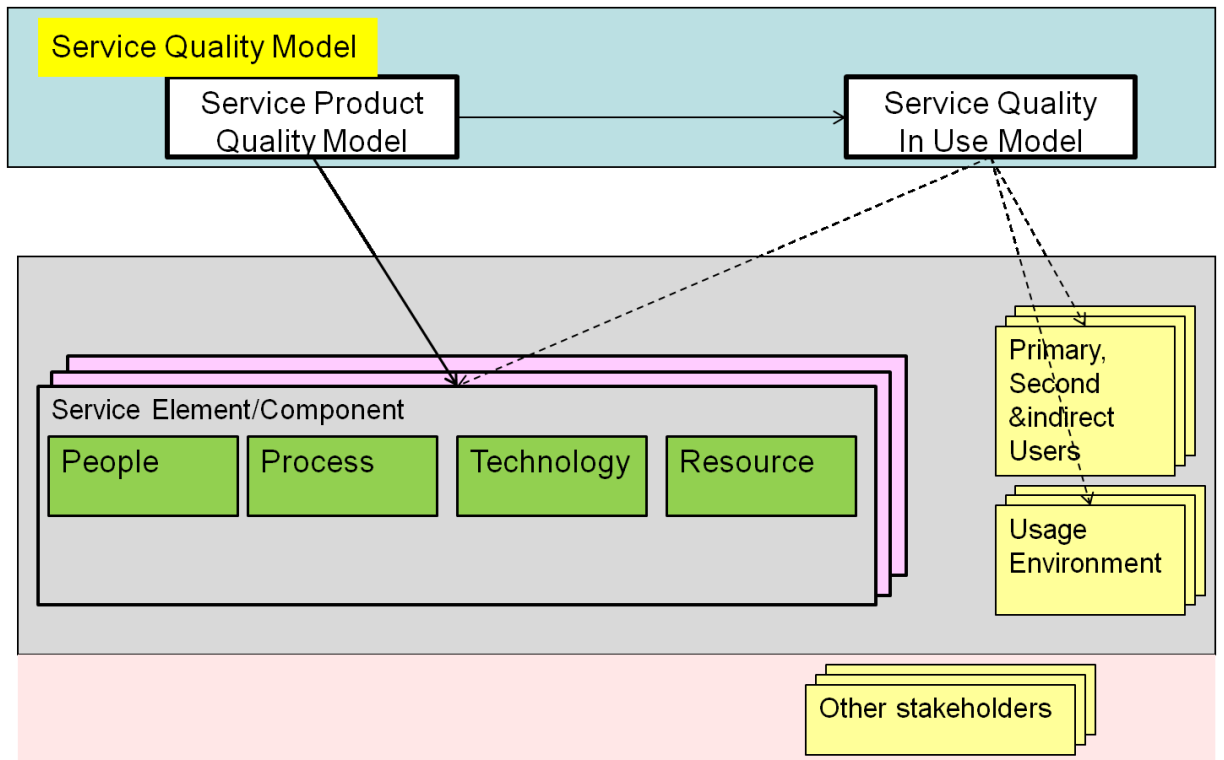 Service Quality Model
Service Product
Quality Model
Service Quality
In Use Model
Primary,
Second
&indirect
Users
Service Element/Component
People
Process
Technology
Resource
Usage
Environment
Other stakeholders